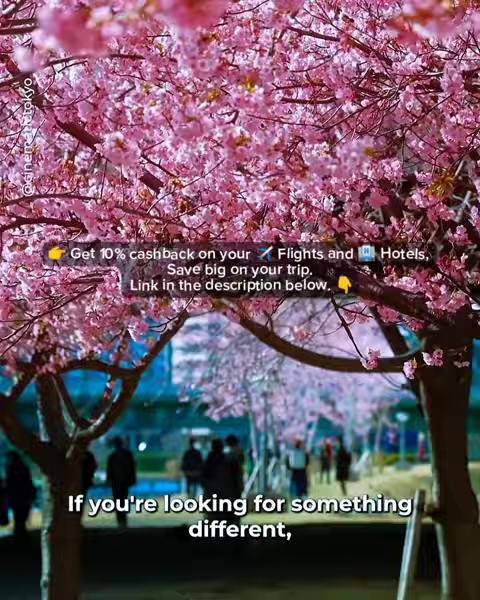 👉 Get 10% cashback on your ✈️ Flights and 🏨 Hotels,
Save big on your trip.
Link in the description below. 👇
If you're looking for something
different,